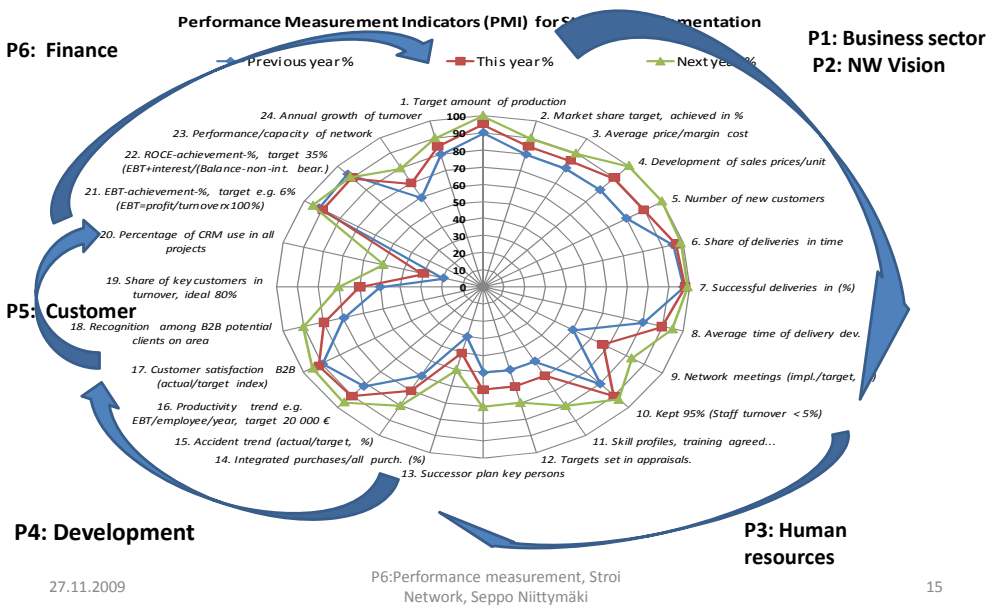 Performance Measurement Indicators (PMI) for St
mentation
P6: Finance
P1: Business sector
P2: NW Vision
Previous year %
This year %
Next year %
1. Target amount of production
2. Market share target, achieved in %
3. Average price/margin cost
4. Development of sales prices/unit
5. Number of new customers
6. Share of deliveries in time
7. Successful deliveries in (%)
8. Average time of delivery dev.
9. Network meetings (impl./target,
10. Kept 95% (Staff turnover <5%)
11. Skill profiles, training agreed...
12. Targets set in appraisals.
13. Successor plan key persons
14. Integrated purchases/all purch. (%)
15. Accident trend (actual/target, %)
16. Productivity trend e.g.
EBT/employee/year, target 20 000 €
17. Customer satisfaction B2B
(actual/target index)
18. Recognition among B2B potential
clients on area
19. Share of key customers in
turnover, ideal 80%
20. Percentage of CRM use in all
projects
21. EBT-achievement-%, target e.g. 6%
(EBT=profit/turnover x100%)
22. ROCE-achievement-%, target 35%
(EBT+interest/(Balance-non-int. bear.)
23. Performance/capacity of network
24. Annual growth of turnover
100
90
80
70
60
50
40
30
20
10
0
P5: Customer
P4: Development
P3: Human
resources
27.11.2009
P6:Performance measurement, Stroi
Network, Seppo Niittymäki
15